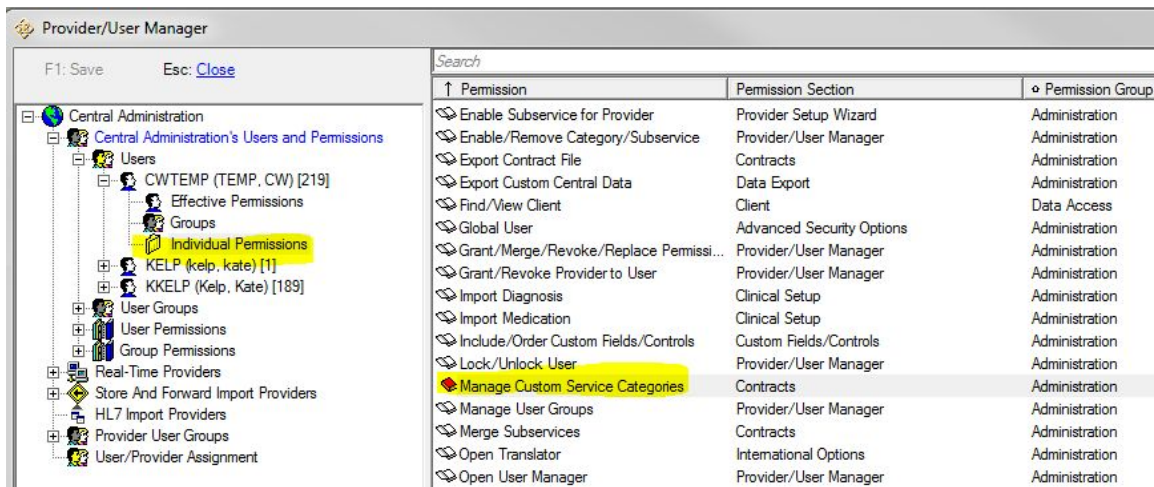 Provider/User Manager
F1: Save Esc: Close
Central Administration
Central Administration's Users and Permissions
Users
CWTEMP (TEMP, CW) [219]
Effective Permissions
Groups
Individual Permissions
KELP (kelp, kate) [1]
KKELP (Kelp, Kate) [189]
User Groups
User Permissions
Group Permissions
Real-Time Providers
Store And Forward Import Providers
HL7 Import Providers
Provider User Groups
User/Provider Assignment
Search
↑ Permission Permission Section Permission Group
Enable Subservice for Provider Provider Setup Wizard Administration
Enable/Remove Category/Subservice Provider/User Manager Administration
Export Contract File Contracts Administration
Export Custom Central Data Data Export Administration
Find/View Client Client Data Access
Global User Advanced Security Options Administration
Grant/Merge/Revoke/Replace Permissi... Provider/User Manager Administration
Grant/Revoke Provider to User Provider/User Manager Administration
Import Diagnosis Clinical Setup Administration
Import Medication Clinical Setup Administration
Include/Order Custom Fields/Controls Custom Fields/Controls Administration
Lock/Unlock User Provider/User Manager Administration
Manage Custom Service Categories Contracts Administration
Manage User Groups Provider/User Manager Administration
Merge Subservices Contracts Administration
Open Translator International Options Administration
Open User Manager Provider/User Manager Administration